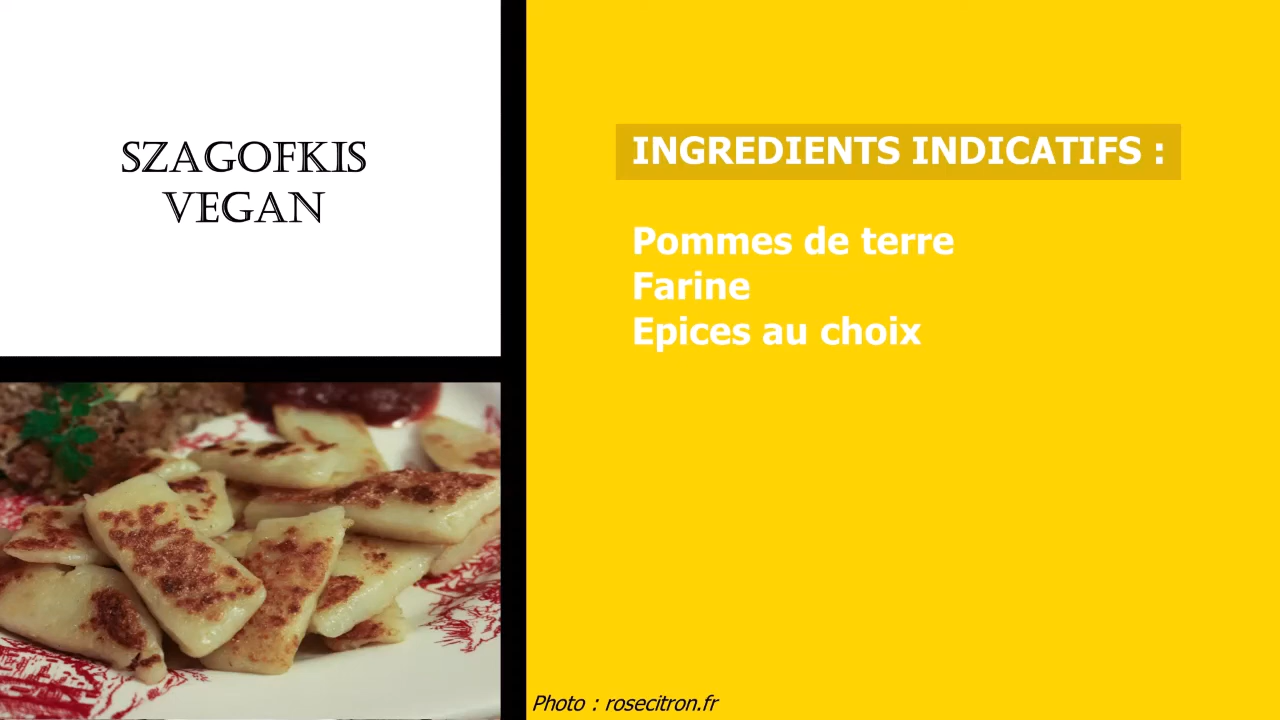 SZAGOFKIS
VEGAN
INGREDIENTS INDICATIFS :
Pommes de terre
Farine
Epices au choix
Photo : rosecitron.fr